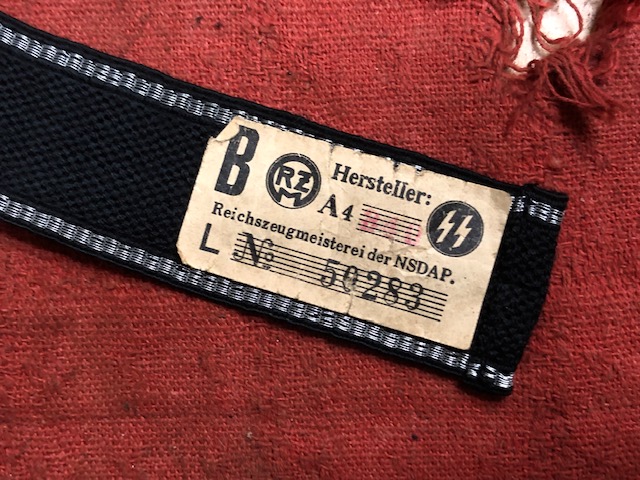 B RZM Hersteller:
A4
Reichszeugmeisterei der NSDAP.
L № 50283